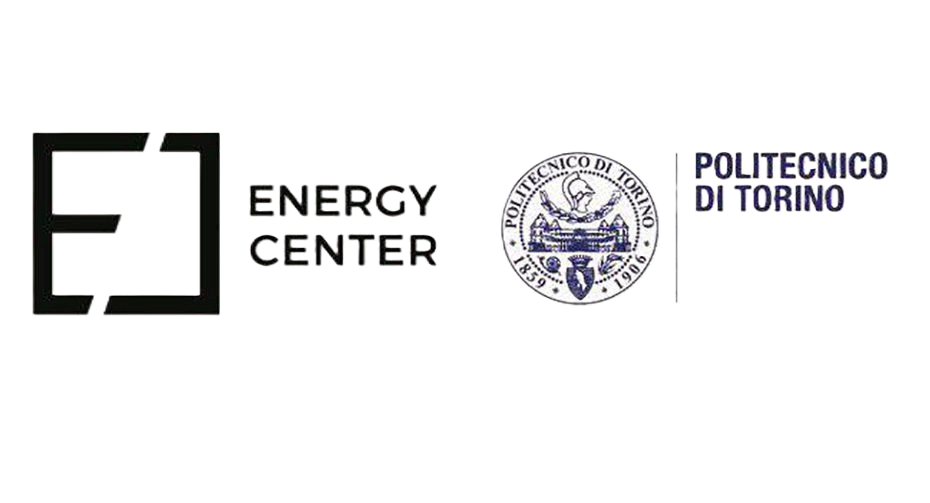 ENERGY
CENTER
POLITECNICO DI TORINO
1859
1906
POLITECNICO
DI TORINO